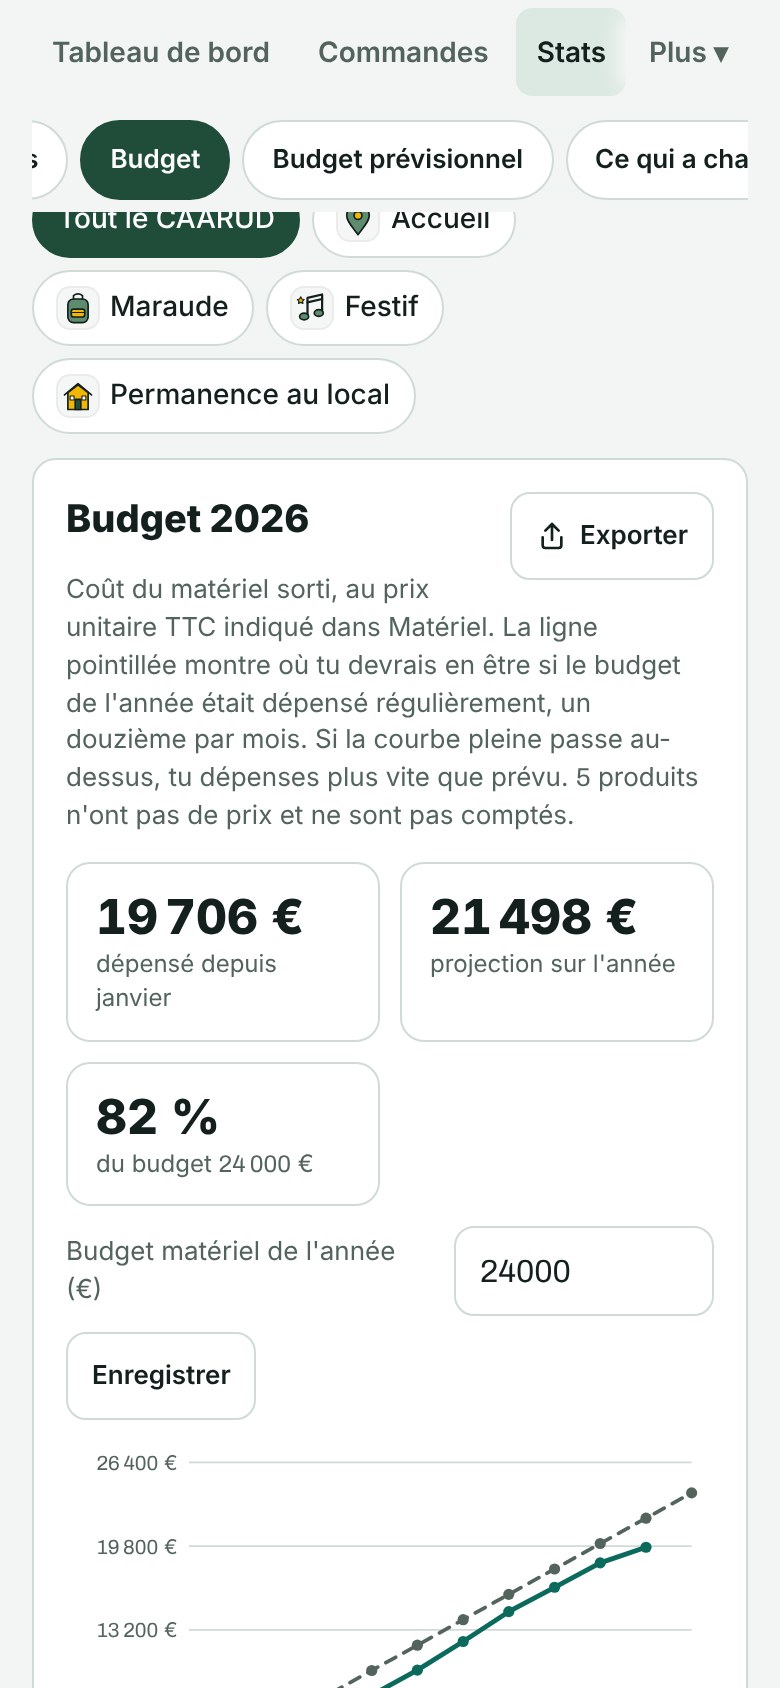 Tableau de bord Commandes Stats Plus ▾
s Budget Budget prévisionnel Ce qui a cha
Tout le CAARUD Accueil
Maraude Festif
Permanence au local
Budget 2026 Exporter
Coût du matériel sorti, au prix
unitaire TTC indiqué dans Matériel. La ligne
pointillée montre où tu devrais en être si le budget
de l'année était dépensé régulièrement, un
douzième par mois. Si la courbe pleine passe au-
dessus, tu dépenses plus vite que prévu. 5 produits
n'ont pas de prix et ne sont pas comptés.
19 706 € 21 498 €
dépensé depuis projection sur l'année
janvier
82 %
du budget 24 000 €
Budget matériel de l'année
(€)
24000
Enregistrer
26 400 €
19 800 €
13 200 €